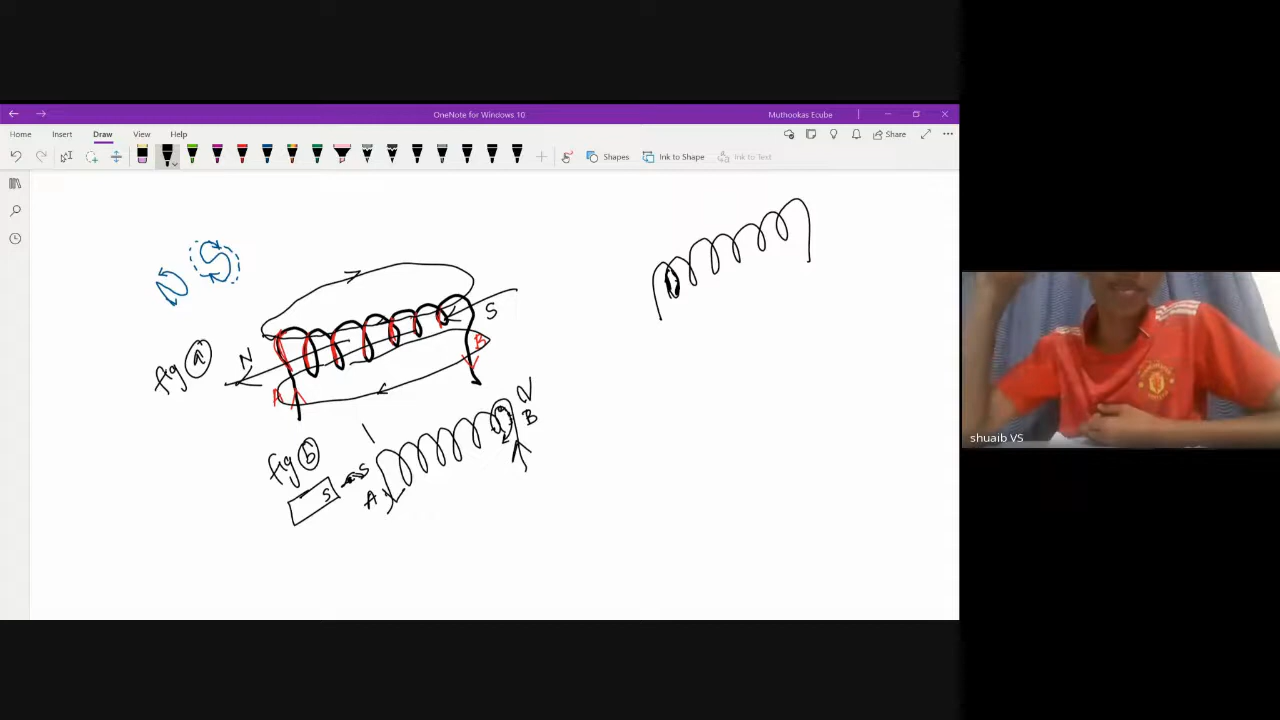 OneNote for Windows 10
Muthookas Ecube
Home Insert Draw View Help
Share
Shapes
Ink to Shape
Ink to Text
N S
S
N
fig a
A
B
fig b
S
S
A
N
B
shuaib VS